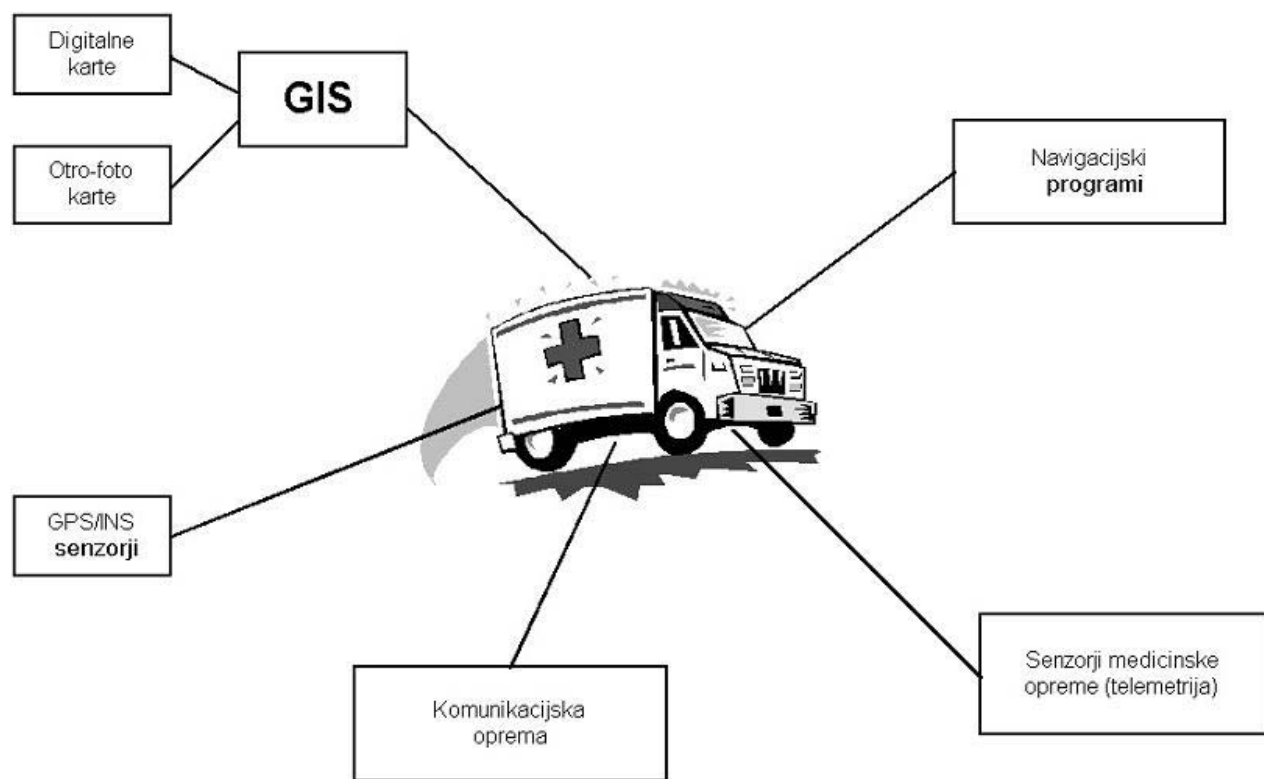 Digitalne
karte
GIS
Otro-foto
karte
Navigacijski
programi
GPS/INS
senzorji
Komunikacijska
oprema
Senzorji medicinske
opreme (telemetrija)